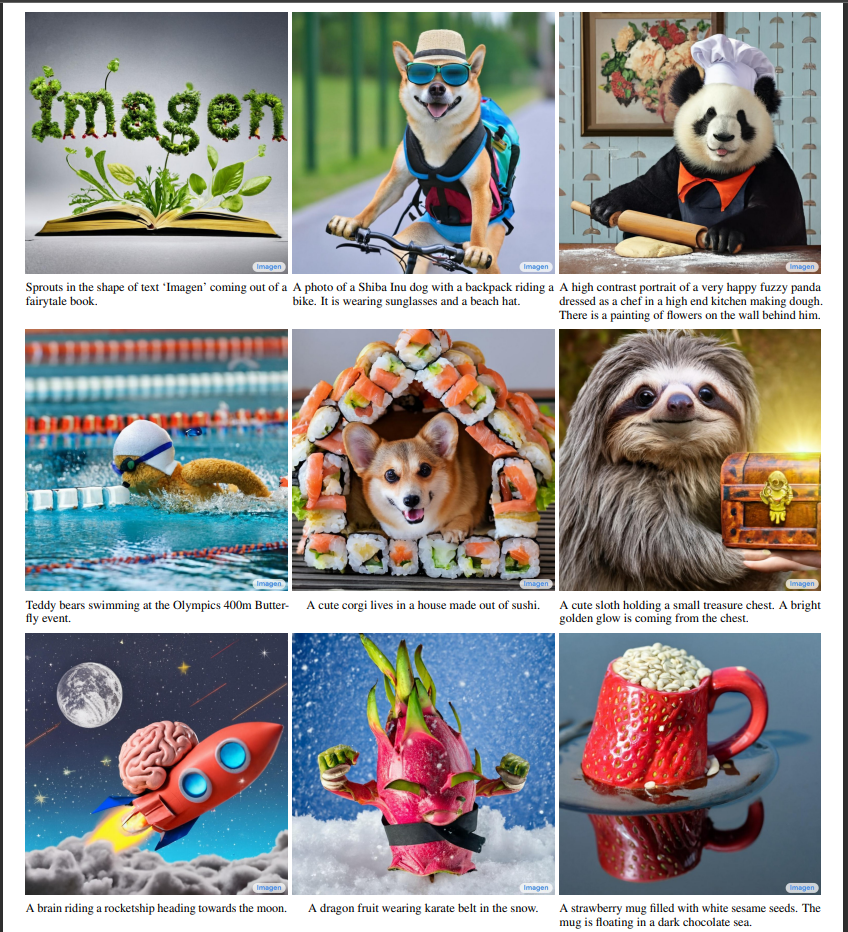 Imagen
Imagen
Imagen
Imagen
Sprouts in the shape of text ‘Imagen’ coming out of a
fairytale book.
A photo of a Shiba Inu dog with a backpack riding a
bike. It is wearing sunglasses and a beach hat.
A high contrast portrait of a very happy fuzzy panda
dressed as a chef in a high end kitchen making dough.
There is a painting of flowers on the wall behind him.
Imagen
Imagen
Imagen
Teddy bears swimming at the Olympics 400m Butter-
fly event.
A cute corgi lives in a house made out of sushi.
A cute sloth holding a small treasure chest. A bright
golden glow is coming from the chest.
Imagen
Imagen
Imagen
A brain riding a rocketship heading towards the moon.
A dragon fruit wearing karate belt in the snow.
A strawberry mug filled with white sesame seeds. The
mug is floating in a dark chocolate sea.